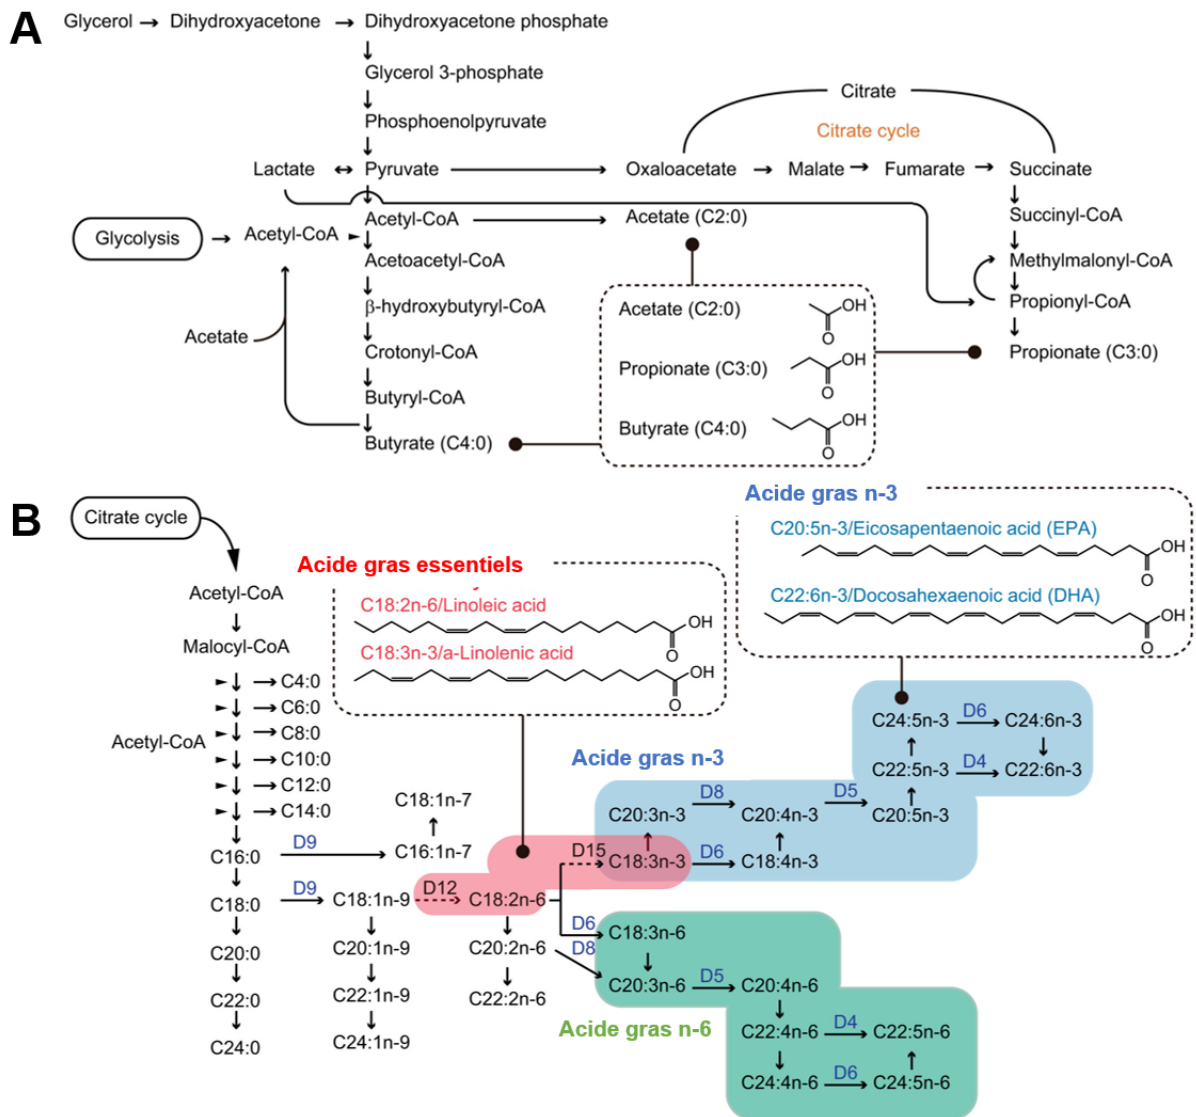 A
Glycerol → Dihydroxyacetone → Dihydroxyacetone phosphate
Glycerol 3-phosphate
Phosphoenolpyruvate
Citrate
Citrate cycle
Lactate ↔ Pyruvate → Oxaloacetate → Malate → Fumarate → Succinate
Acetyl-CoA → Acetate (C2:0)
Succinyl-CoA
Glycolysis → Acetyl-CoA
Acetoacetyl-CoA
Methylmalonyl-CoA
β-hydroxybutyryl-CoA
Propionyl-CoA
Acetate
Crotonyl-CoA
Propionate (C3:0)
Butyryl-CoA
Butyrate (C4:0)
Acetate (C2:0)
OH
O
Propionate (C3:0)
OH
O
Butyrate (C4:0)
OH
O
B
Citrate cycle
Acetyl-CoA
Malocyl-CoA
C4:0
C6:0
C8:0
Acetyl-CoA
C10:0
C12:0
C14:0
Acide gras essentiels
C18:2n-6/Linoleic acid
OH
O
C18:3n-3/a-Linolenic acid
OH
O
Acide gras n-3
C20:5n-3/Eicosapentaenoic acid (EPA)
OH
O
C22:6n-3/Docosahexaenoic acid (DHA)
OH
O
C24:5n-3 D6 C24:6n-3
C22:5n-3 D4 C22:6n-3
Acide gras n-3
C20:3n-3 D8 C20:4n-3 D5 C20:5n-3
C18:1n-7
C16:0 D9 C16:1n-7
D15 C18:3n-3 D6 C18:4n-3
C18:0 D9 C18:1n-9 D12 C18:2n-6
D6 C18:3n-6
C20:0 C20:1n-9 C20:2n-6 D8
C20:3n-6 D5 C20:4n-6
C22:0 C22:1n-9 C22:2n-6
Acide gras n-6
C22:4n-6 D4 C22:5n-6
C24:0 C24:1n-9
C24:4n-6 D6 C24:5n-6